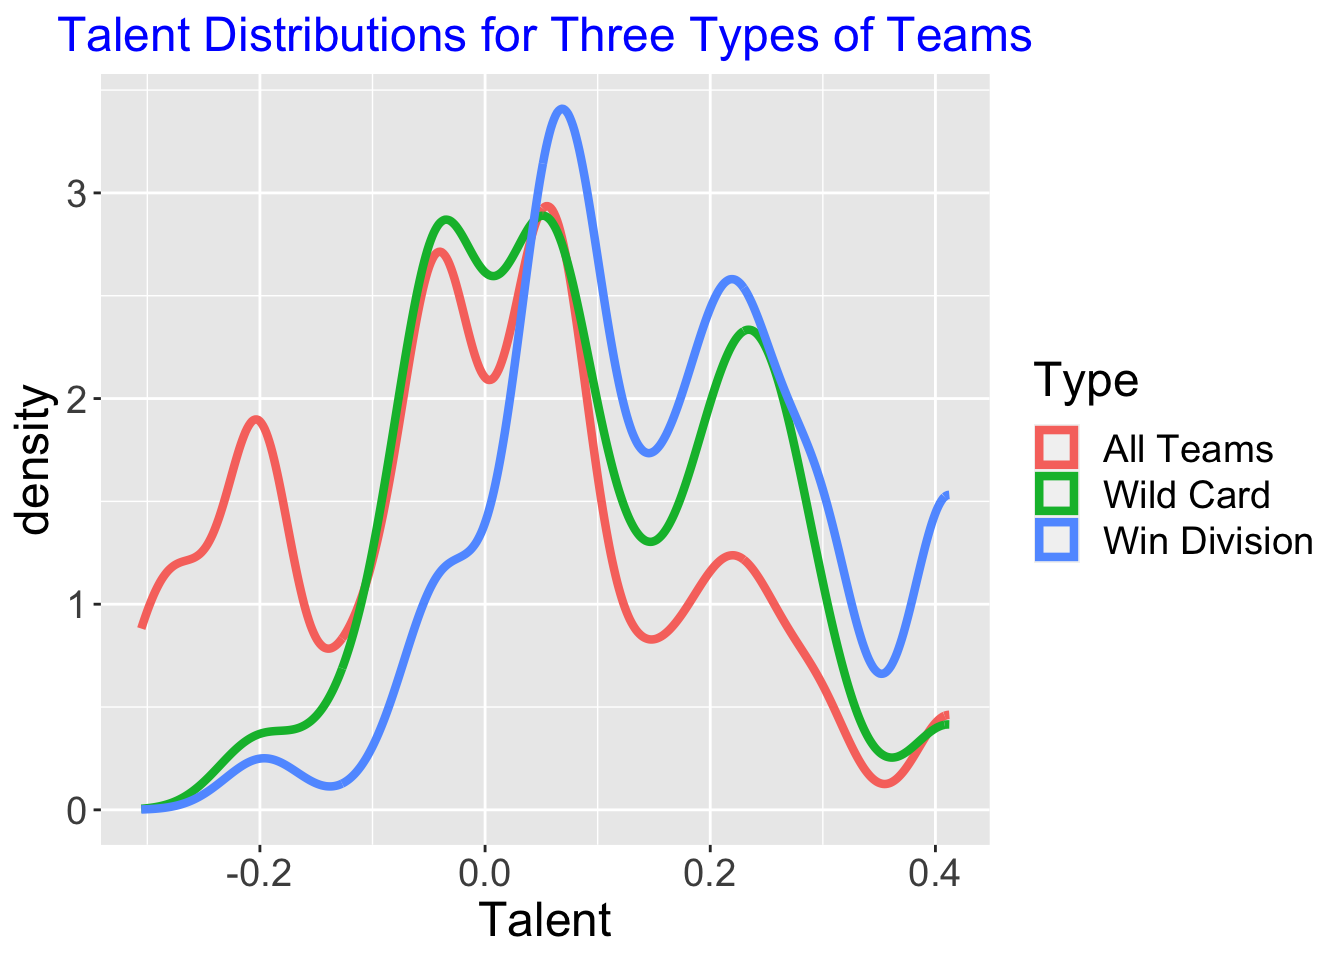 Talent Distributions for Three Types of Teams
density
3
2
1
0
-0.2
0.0
0.2
0.4
Talent
Type
All Teams
Wild Card
Win Division